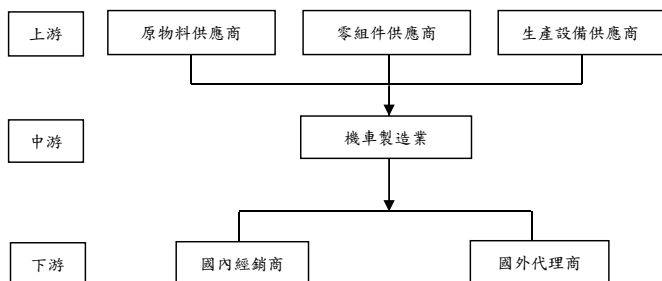 上游
原物料供應商
零組件供應商
生產設備供應商
中游
機車製造業
下游
國內經銷商
國外代理商